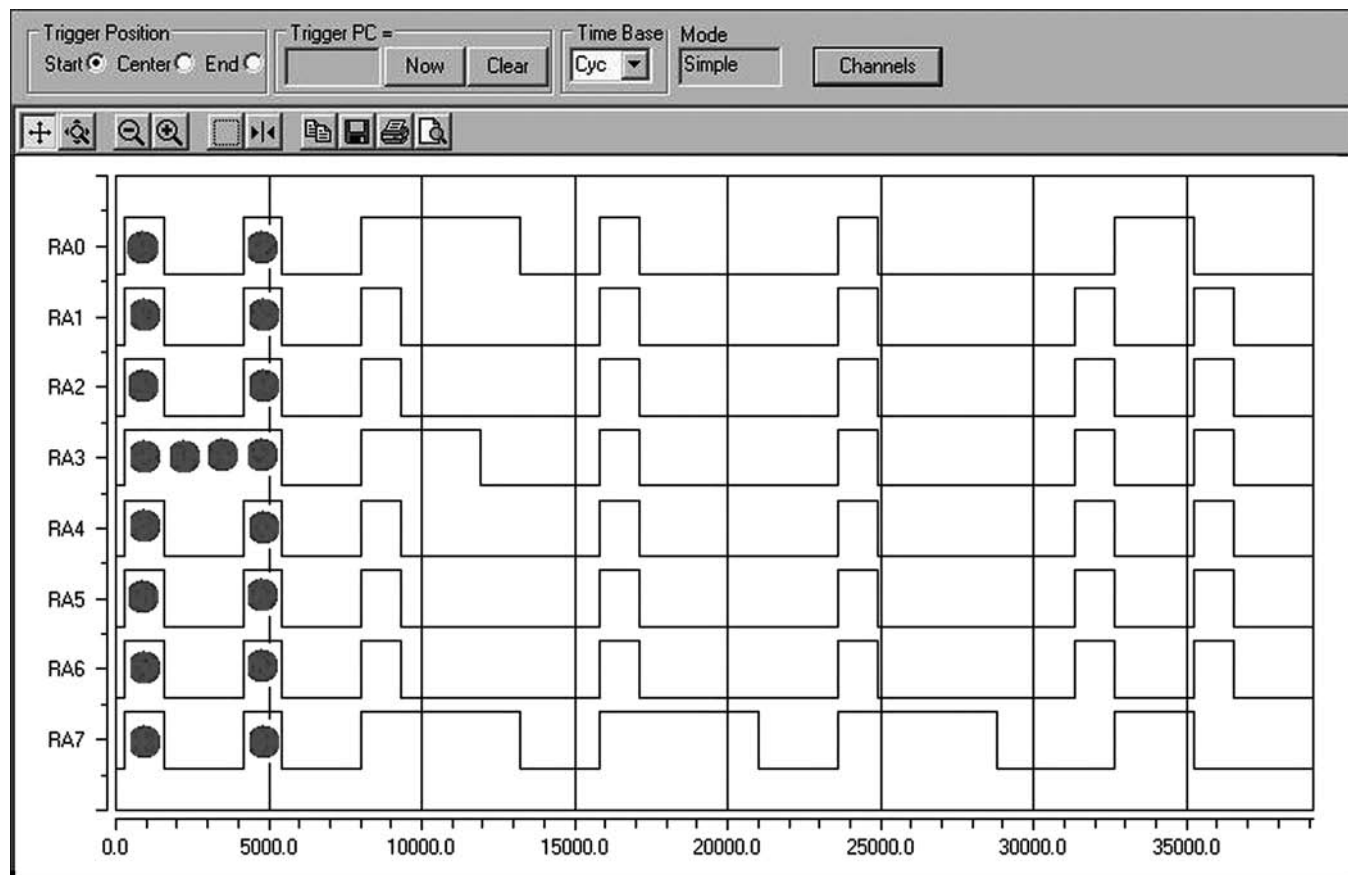 Trigger Position
Start Center End
Trigger PC =
Now Clear
Time Base
Cyc
Mode
Simple
Channels
RA0
RA1
RA2
RA3
RA4
RA5
RA6
RA7
0.0 5000.0 10000.0 15000.0 20000.0 25000.0 30000.0 35000.0